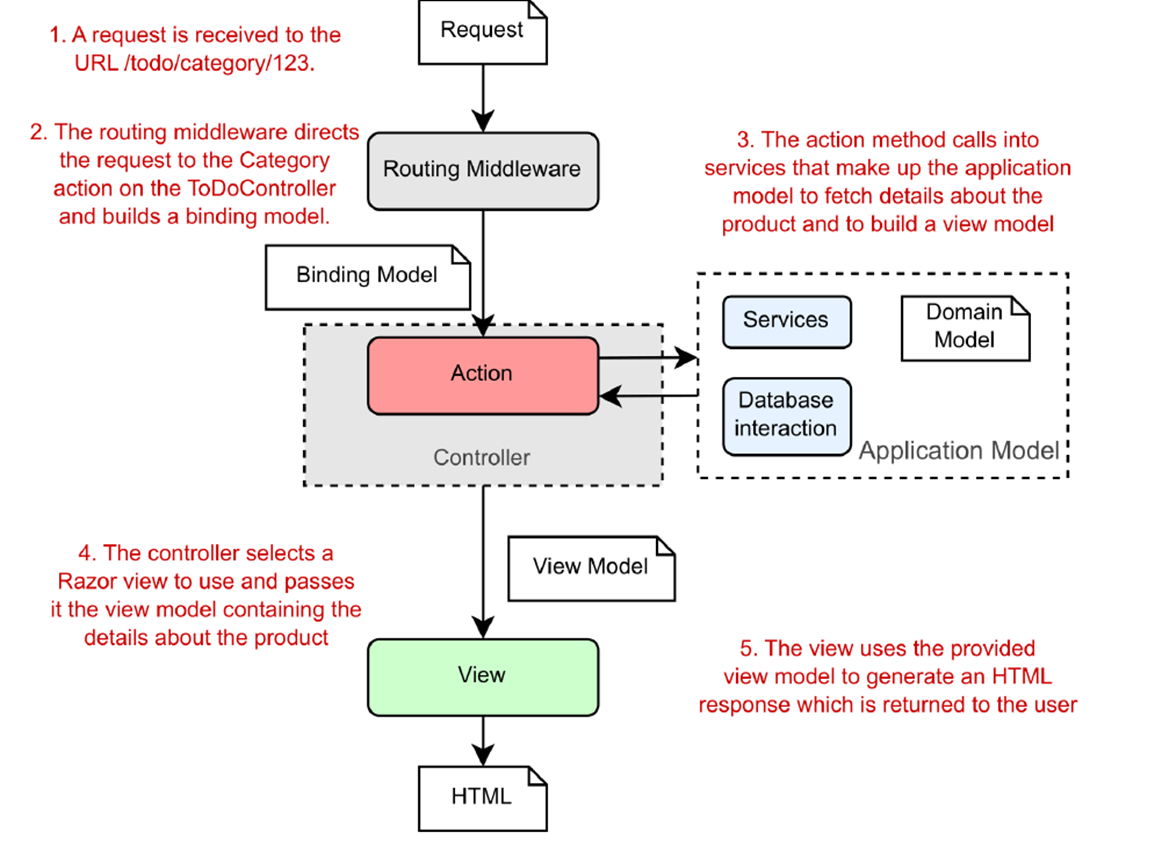 Request
1. A request is received to the
URL /todo/category/123.
2. The routing middleware directs
the request to the Category
action on the ToDoController
and builds a binding model.
Routing Middleware
3. The action method calls into
services that make up the application
model to fetch details about the
product and to build a view model
Binding Model
Action
Controller
Services
Domain
Model
Database
interaction
Application Model
4. The controller selects a
Razor view to use and passes
it the view model containing the
details about the product
View Model
View
5. The view uses the provided
view model to generate an HTML
response which is returned to the user
HTML